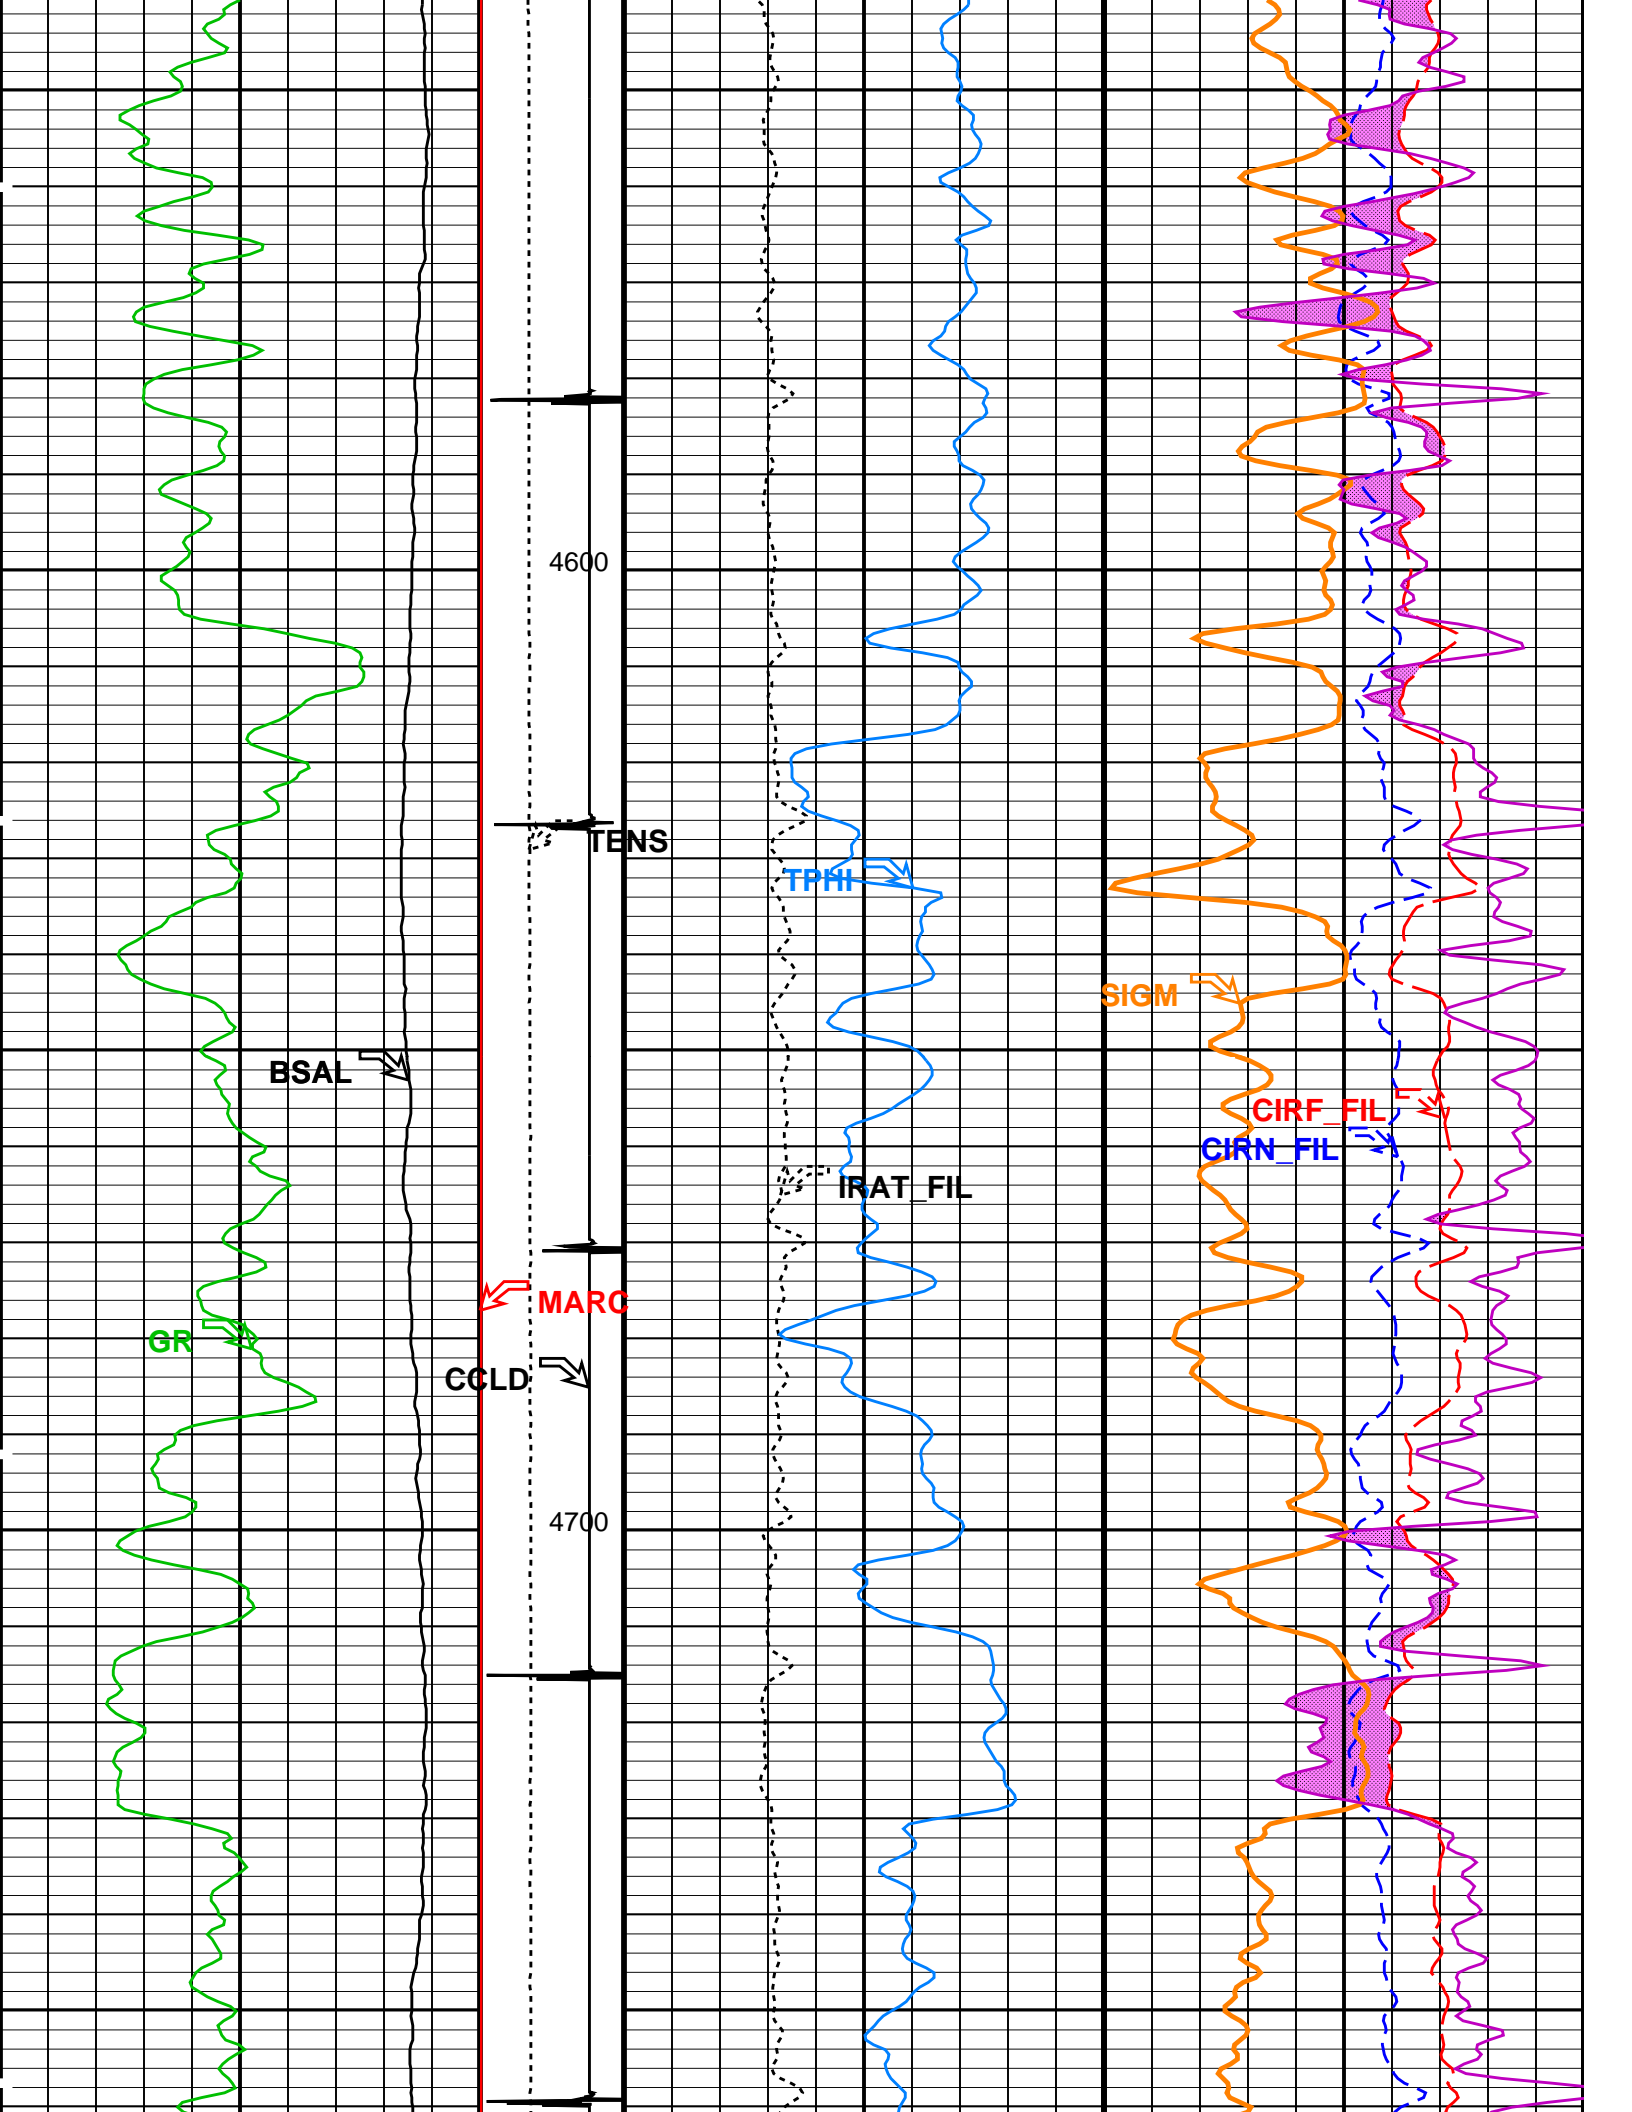 4600
TENS
TPHI
SIGM
BSAL
CIRF_FIL
CIRN_FIL
IRAT_FIL
MARC
GR
CCLD
4700